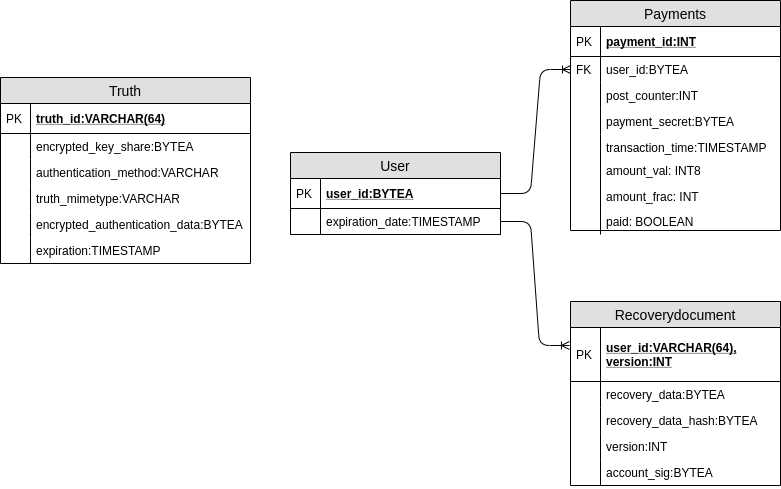 Truth
PK truth_id:VARCHAR(64)
encrypted_key_share:BYTEA
authentication_method:VARCHAR
truth_mimetype:VARCHAR
encrypted_authentication_data:BYTEA
expiration:TIMESTAMP
User
PK user_id:BYTEA
expiration_date:TIMESTAMP
Payments
PK payment_id:INT
FK user_id:BYTEA
post_counter:INT
payment_secret:BYTEA
transaction_time:TIMESTAMP
amount_val: INT8
amount_frac: INT
paid: BOOLEAN
Recoverydocument
PK user_id:VARCHAR(64),
version:INT
recovery_data:BYTEA
recovery_data_hash:BYTEA
version:INT
account_sig:BYTEA